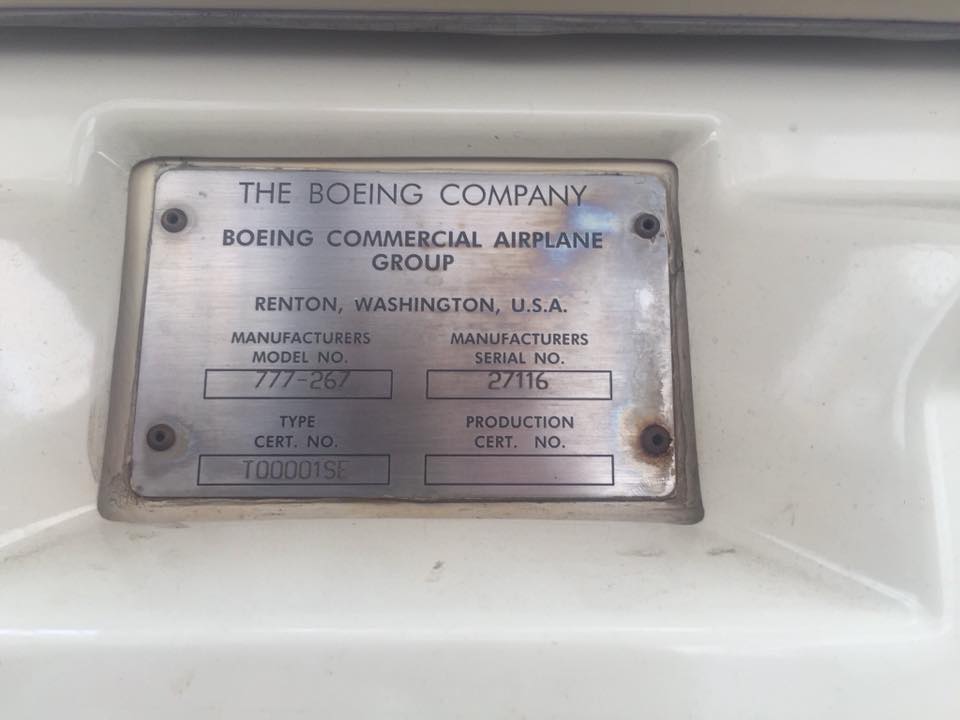 THE BOEING COMPANY
BOEING COMMERCIAL AIRPLANE
GROUP
RENTON, WASHINGTON, U.S.A.
MANUFACTURERS MANUFACTURERS
MODEL NO. SERIAL NO.
777-267 27116
TYPE PRODUCTION
CERT. NO. CERT. NO.
T00001SE